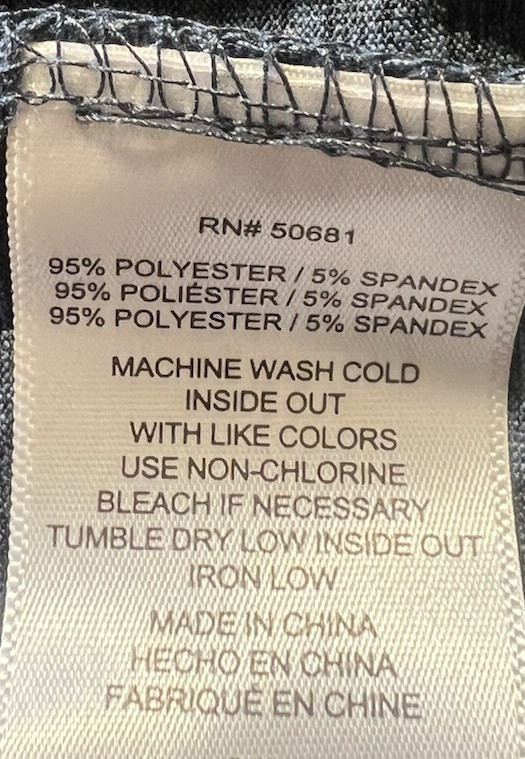 RN# 50681
95% POLYESTER / 5% SPANDEX
95% POLIÉSTER / 5% SPANDEX
95% POLYESTER / 5% SPANDEX
MACHINE WASH COLD
INSIDE OUT
WITH LIKE COLORS
USE NON-CHLORINE
BLEACH IF NECESSARY
TUMBLE DRY LOW INSIDE OUT
IRON LOW
MADE IN CHINA
HECHO EN CHINA
FABRIQUÉ EN CHINE